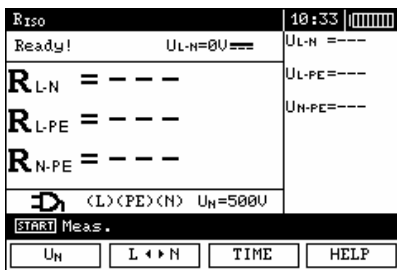 RISO 10:33
Ready! UL-N=0V
UL-N =---
UL-PE=---
UN-PE=---
RL-N = - - -
RL-PE = - - -
RN-PE = - - -
(L)(PE)(N) UN=500V
START Meas.
UN L ◂▸ N TIME HELP